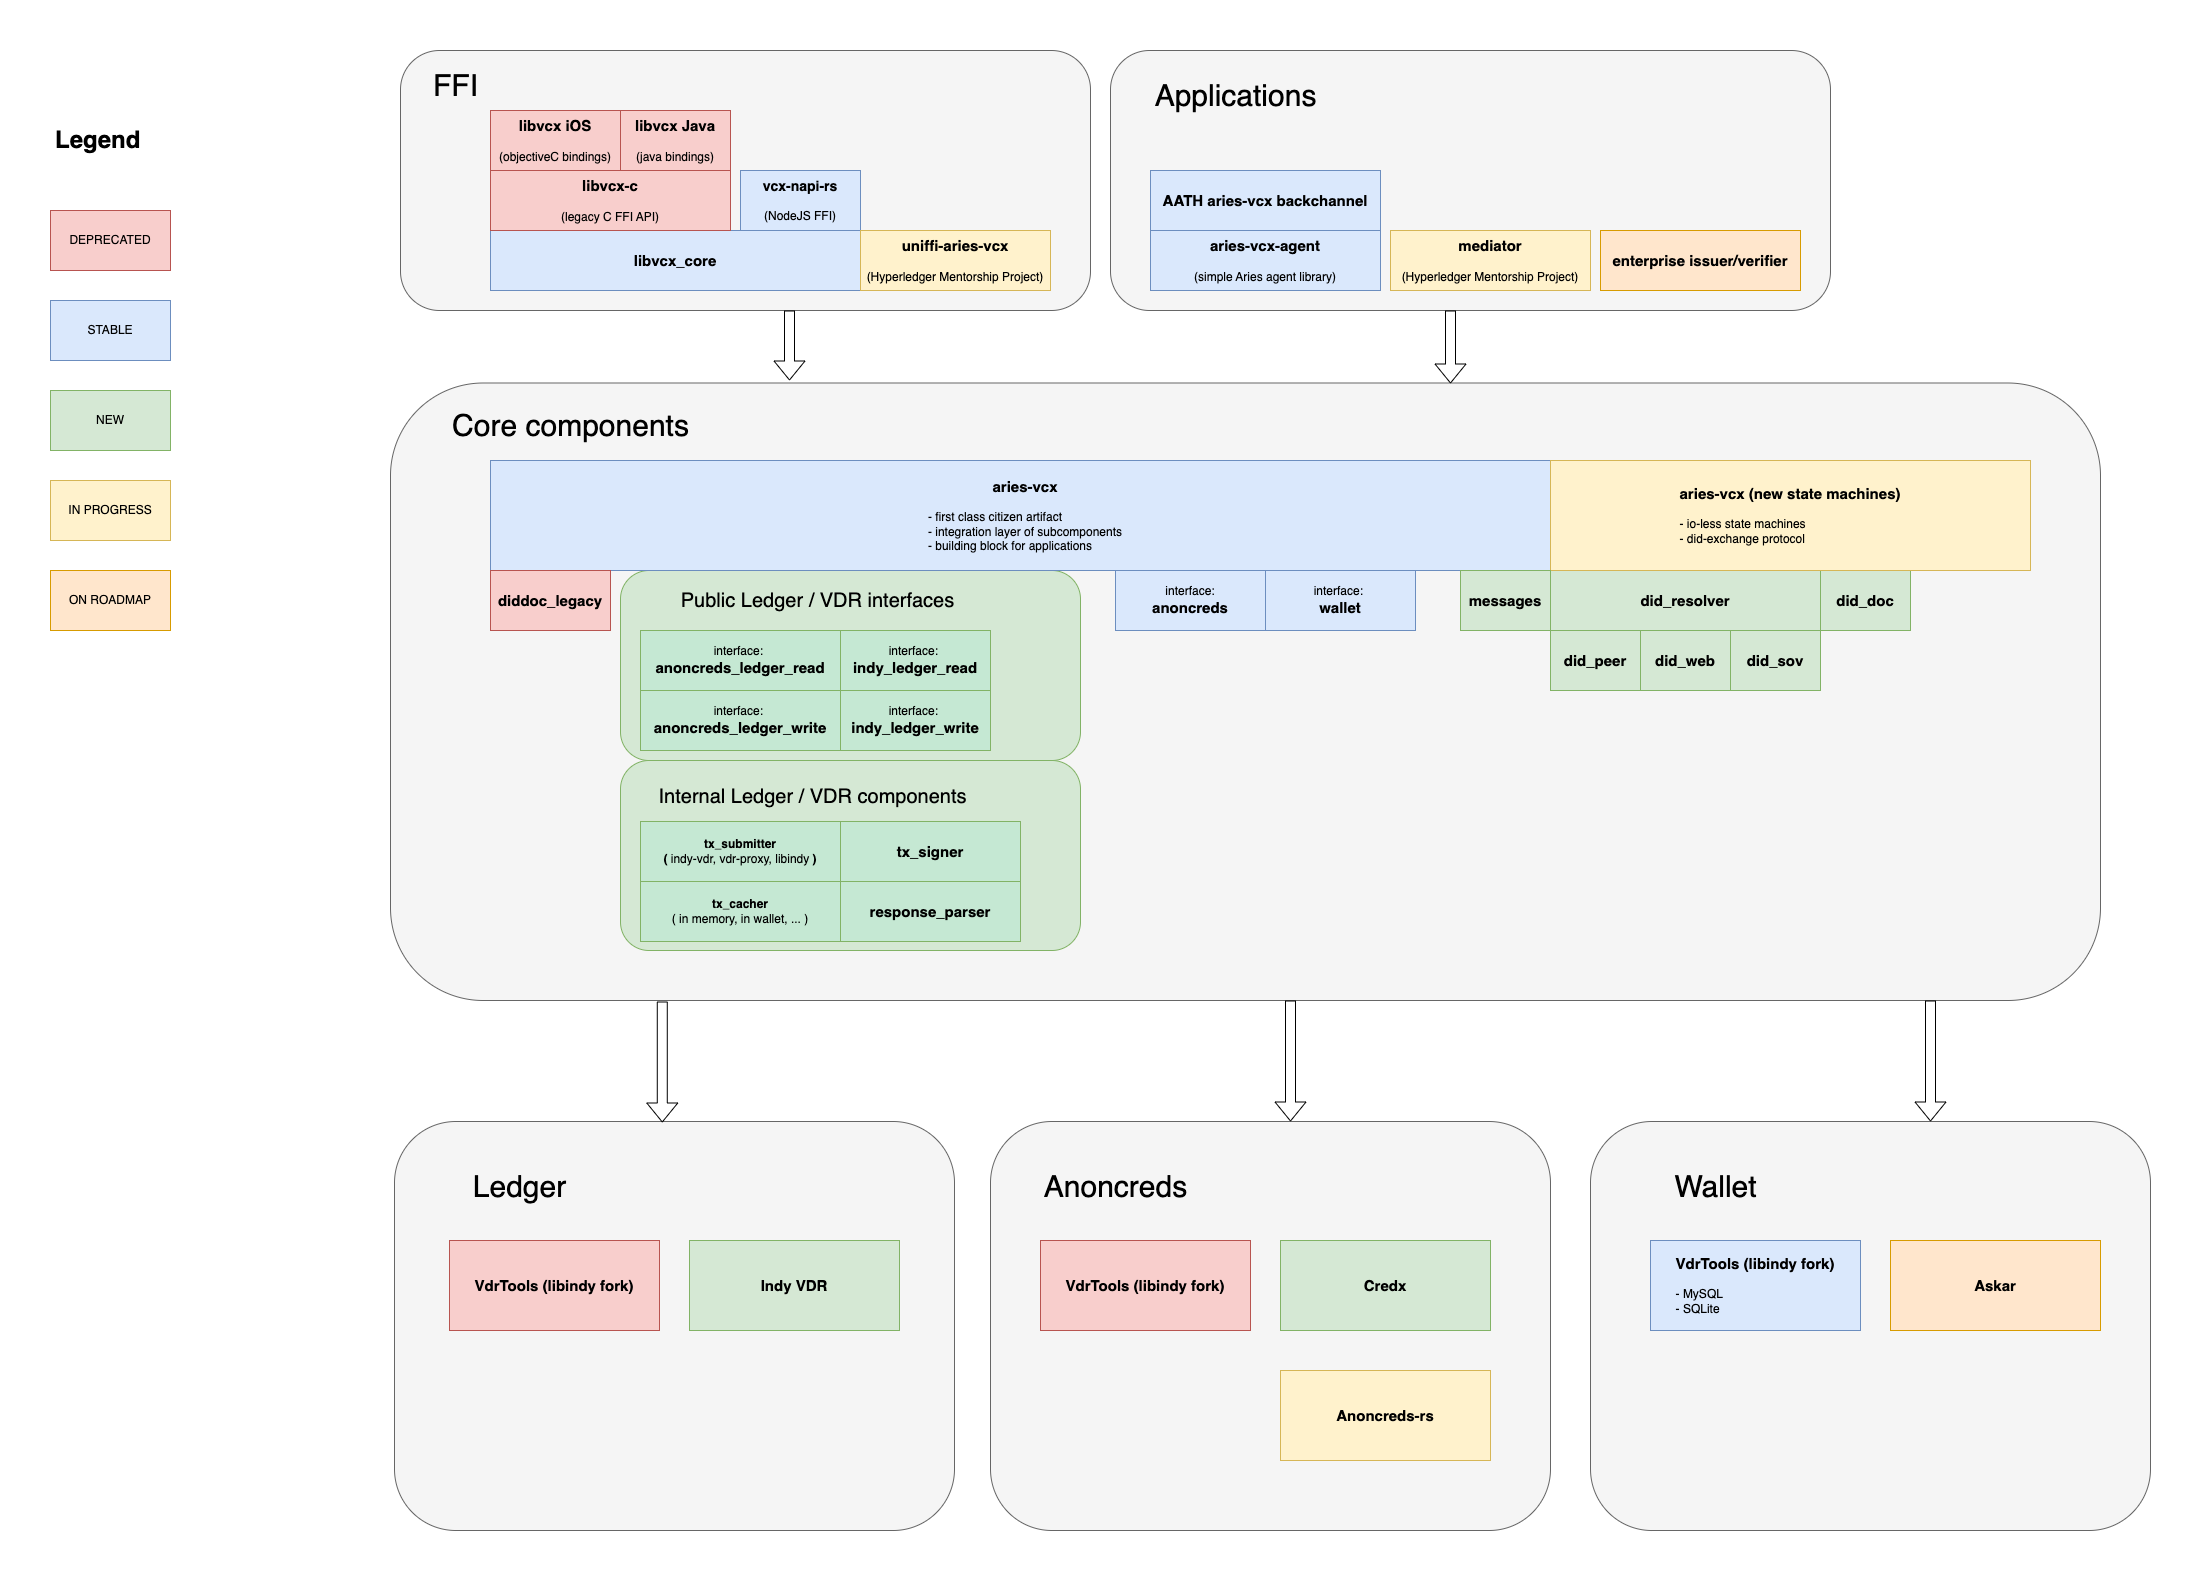 Legend
DEPRECATED
STABLE
NEW
IN PROGRESS
ON ROADMAP
FFI
libvcx iOS
(objectiveC bindings)
libvcx Java
(java bindings)
libvcx-c
(legacy C FFI API)
vcx-napi-rs
(NodeJS FFI)
libvcx_core
uniffi-aries-vcx
(Hyperledger Mentorship Project)
Applications
AATH aries-vcx backchannel
aries-vcx-agent
(simple Aries agent library)
mediator
(Hyperledger Mentorship Project)
enterprise issuer/verifier
Core components
aries-vcx
- first class citizen artifact
- integration layer of subcomponents
- building block for applications
aries-vcx (new state machines)
- io-less state machines
- did-exchange protocol
diddoc_legacy
Public Ledger / VDR interfaces
interface:
anoncreds_ledger_read
interface:
indy_ledger_read
interface:
anoncreds_ledger_write
interface:
indy_ledger_write
Internal Ledger / VDR components
tx_submitter
( indy-vdr, vdr-proxy, libindy )
tx_signer
tx_cacher
( in memory, in wallet, ... )
response_parser
interface:
anoncreds
interface:
wallet
messages
did_resolver
did_doc
did_peer
did_web
did_sov
Ledger
VdrTools (libindy fork)
Indy VDR
Anoncreds
VdrTools (libindy fork)
Credx
Anoncreds-rs
Wallet
VdrTools (libindy fork)
- MySQL
- SQLite
Askar